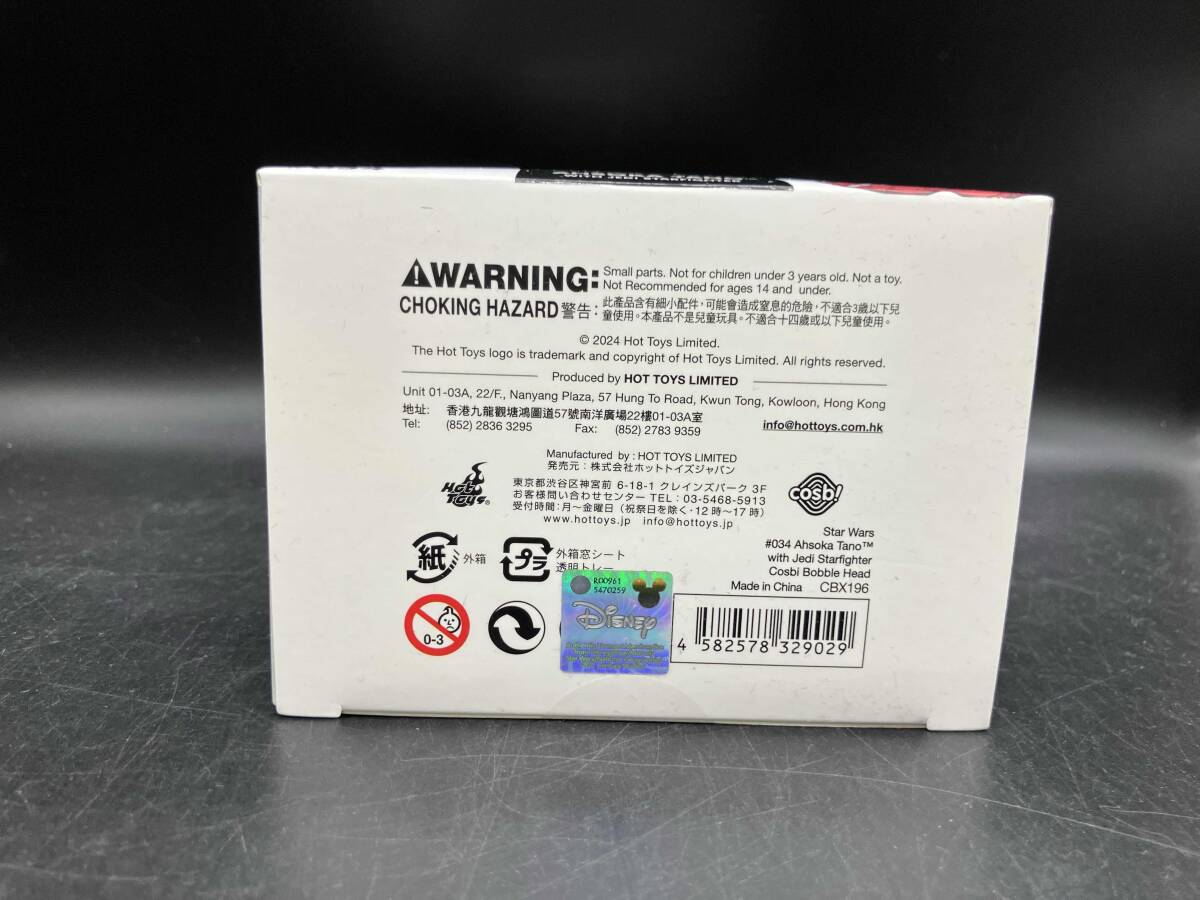 WITH JEDI STARFIGHTER
WARNING:
Small parts. Not for children under 3 years old. Not a toy.
Not Recommended for ages 14 and under.
CHOKING HAZARD 警告:
此產品含有細小配件,可能會造成窒息的危險,不適合3歲以下兒
童使用。本產品不是兒童玩具。不適合十四歲或以下兒童使用。
© 2024 Hot Toys Limited.
The Hot Toys logo is trademark and copyright of Hot Toys Limited. All rights reserved.
Produced by HOT TOYS LIMITED
Unit 01-03A, 22/F., Nanyang Plaza, 57 Hung To Road, Kwun Tong, Kowloon, Hong Kong
地址: 香港九龍觀塘鴻圖道57號南洋廣場22樓01-03A室
Tel: (852) 2836 3295 Fax: (852) 2783 9359 info@hottoys.com.hk
Manufactured by : HOT TOYS LIMITED
発売元:株式会社ホットトイズジャパン
東京都渋谷区神宮前 6-18-1 クレインズパーク 3F
お客様問い合わせセンター TEL:03-5468-5913
受付時間:月~金曜日(祝祭日を除く・12時~17時)
www.hottoys.jp info@hottoys.jp
Hot Toys
cosb!
Star Wars
#034 Ahsoka Tano™
with Jedi Starfighter
Cosbi Bobble Head
Made in China CBX196
紙 外箱
プラ 外箱窓シート
透明トレー
R00961
5470259
Disney
0-3
4 582578 329029